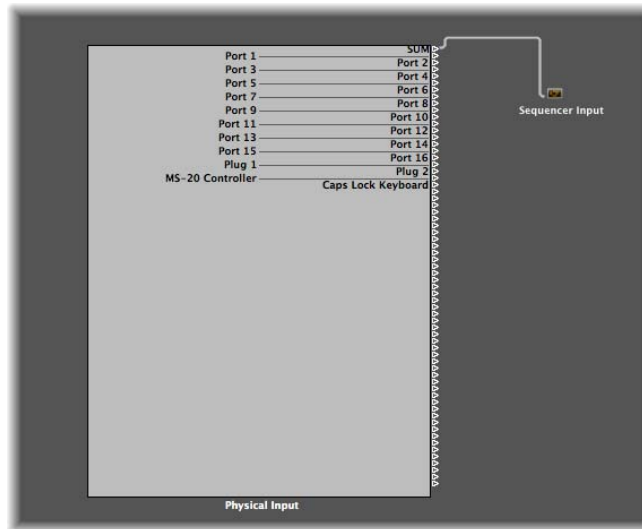 SUM
Port 1
Port 2
Port 3
Port 4
Port 5
Port 6
Port 7
Port 8
Port 9
Port 10
Port 11
Port 12
Port 13
Port 14
Port 15
Port 16
Plug 1
Plug 2
MS-20 Controller
Caps Lock Keyboard
Sequencer Input
Physical Input